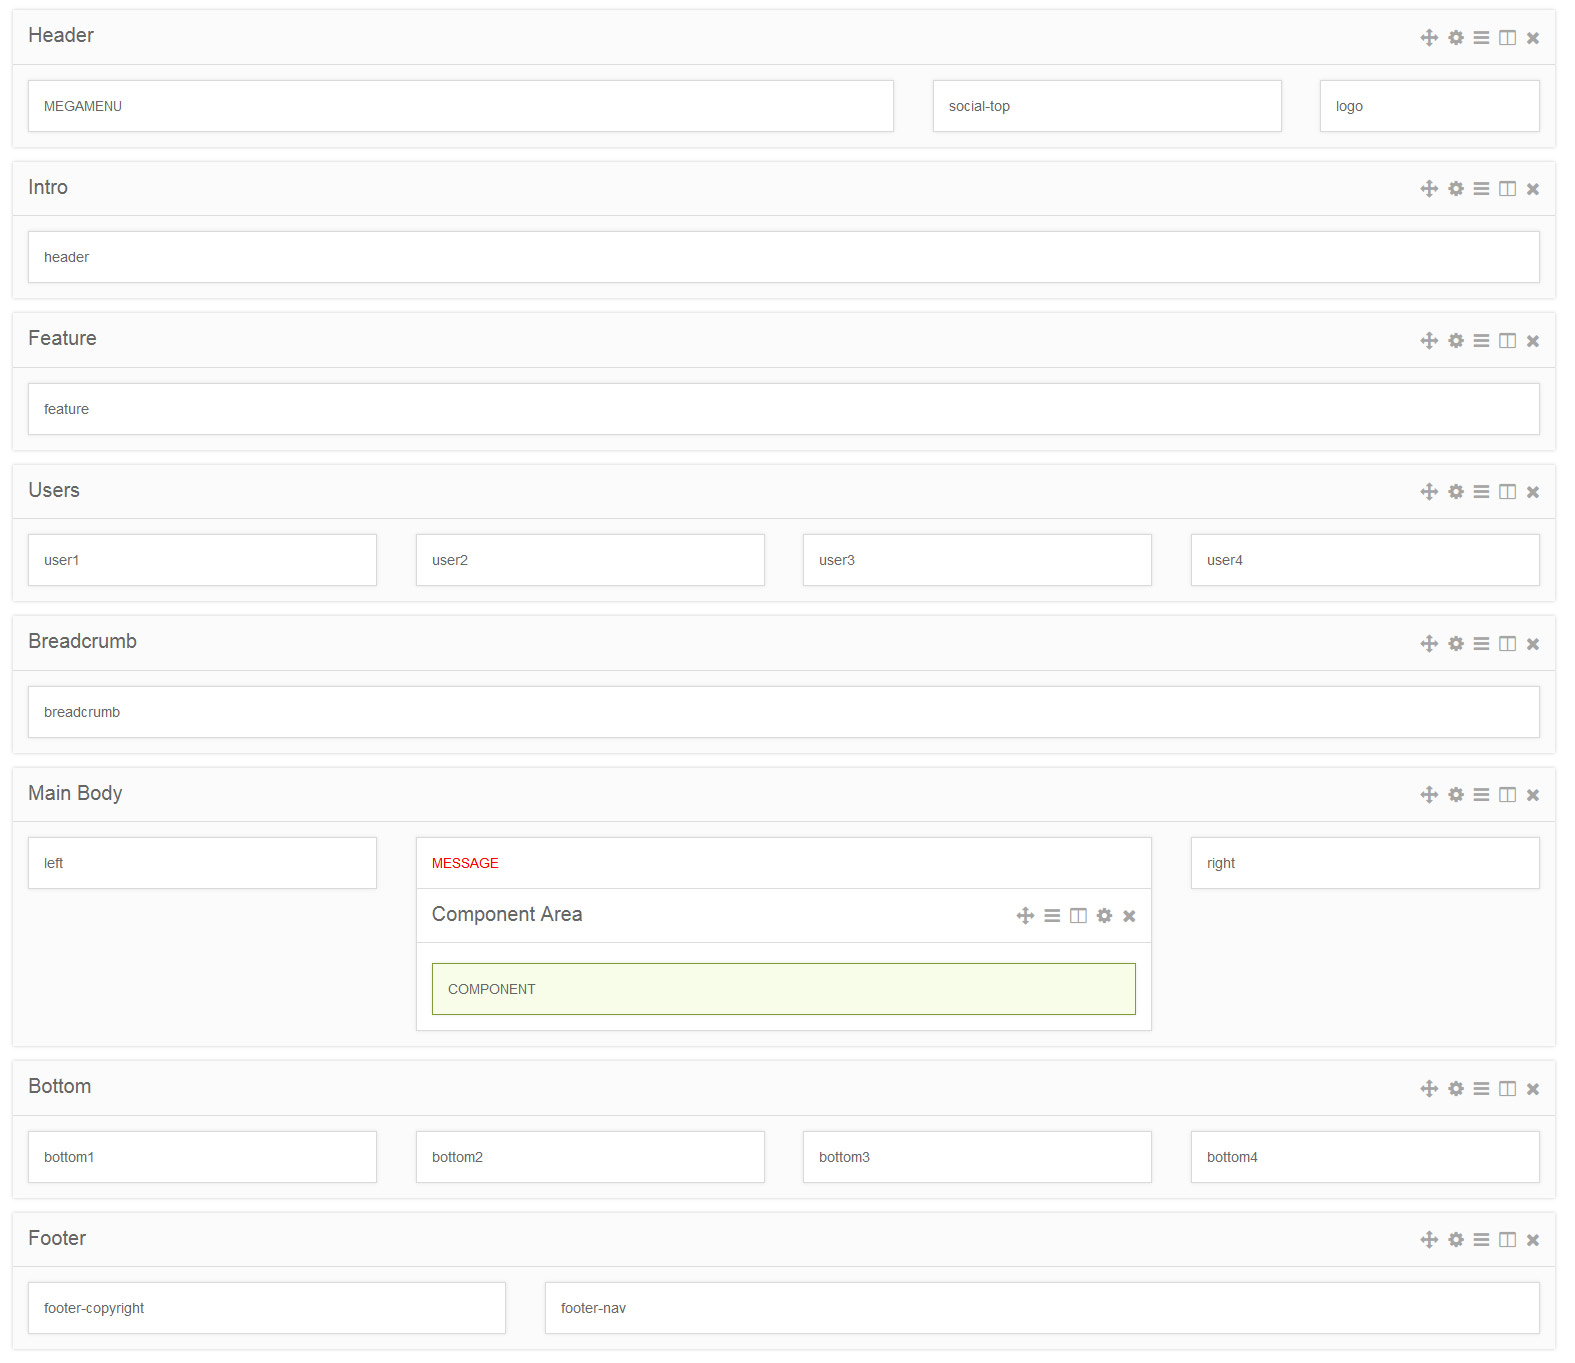 Header
MEGAMENU social-top logo
Intro
header
Feature
feature
Users
user1 user2 user3 user4
Breadcrumb
breadcrumb
Main Body
left MESSAGE right
Component Area
COMPONENT
Bottom
bottom1 bottom2 bottom3 bottom4
Footer
footer-copyright footer-nav